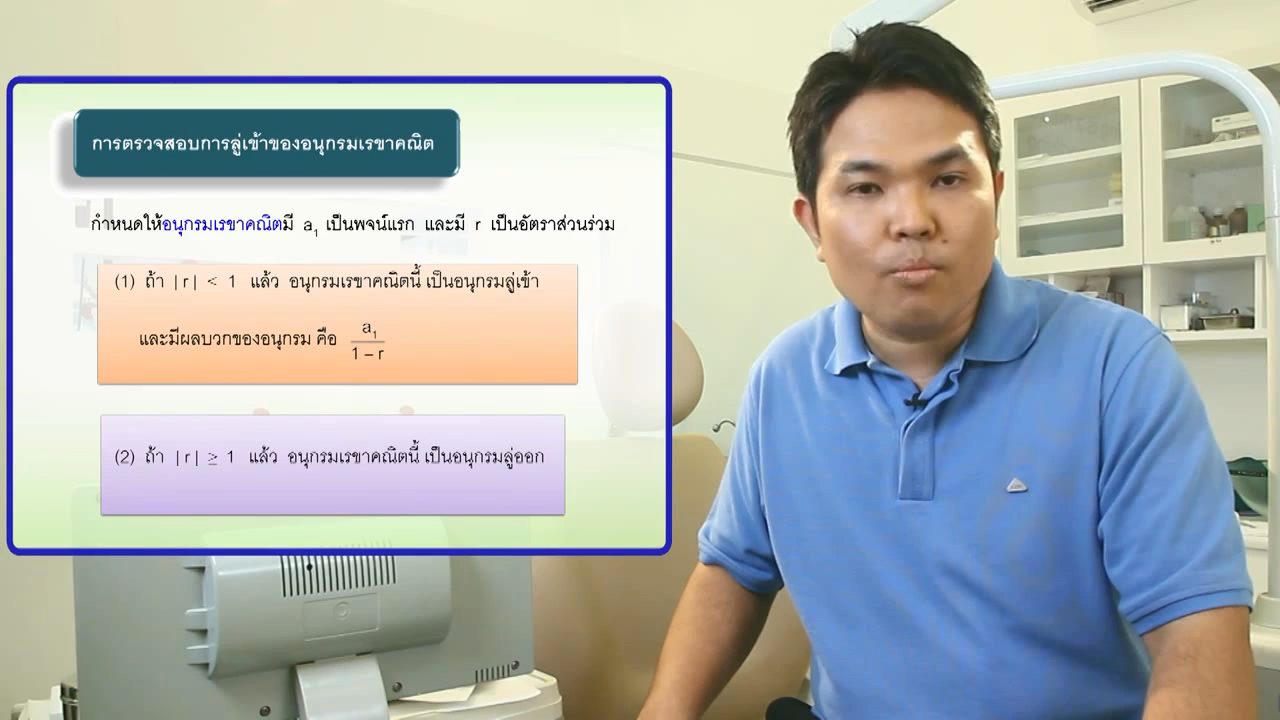 การตรวจสอบการลู่เข้าของอนุกรมเรขาคณิต
กำหนดให้อนุกรมเรขาคณิตมี a₁ เป็นพจน์แรก และมี r เป็นอัตราส่วนร่วม
(1) ถ้า |r| < 1 แล้ว อนุกรมเรขาคณิตนี้ เป็นอนุกรมลู่เข้า
และมีผลบวกของอนุกรม คือ a₁ / 1 – r
(2) ถ้า |r| ≥ 1 แล้ว อนุกรมเรขาคณิตนี้ เป็นอนุกรมลู่ออก